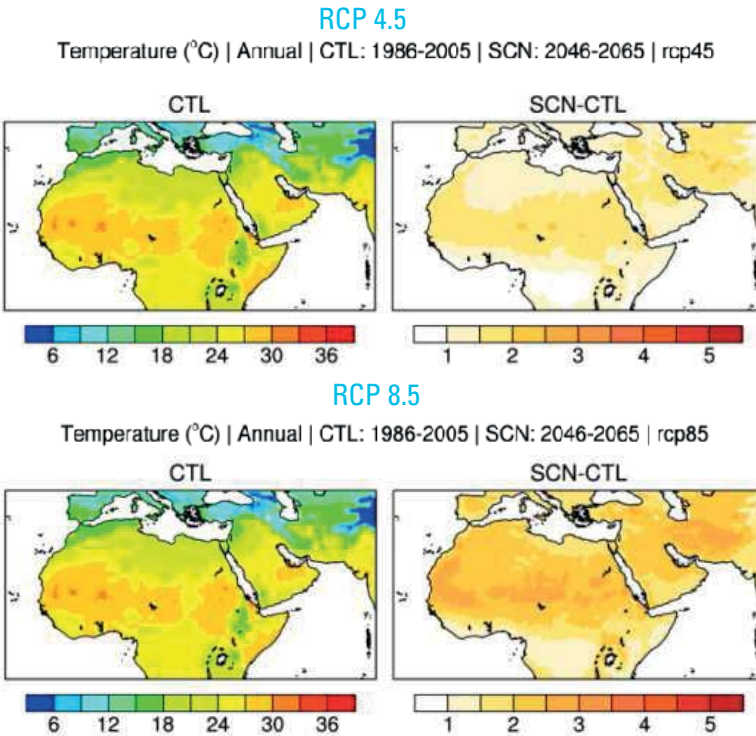 RCP 4.5
Temperature (°C) | Annual | CTL: 1986-2005 | SCN: 2046-2065 | rcp45
CTL
SCN-CTL
6 12 18 24 30 36
1 2 3 4 5
RCP 8.5
Temperature (°C) | Annual | CTL: 1986-2005 | SCN: 2046-2065 | rcp85
CTL
SCN-CTL
6 12 18 24 30 36
1 2 3 4 5